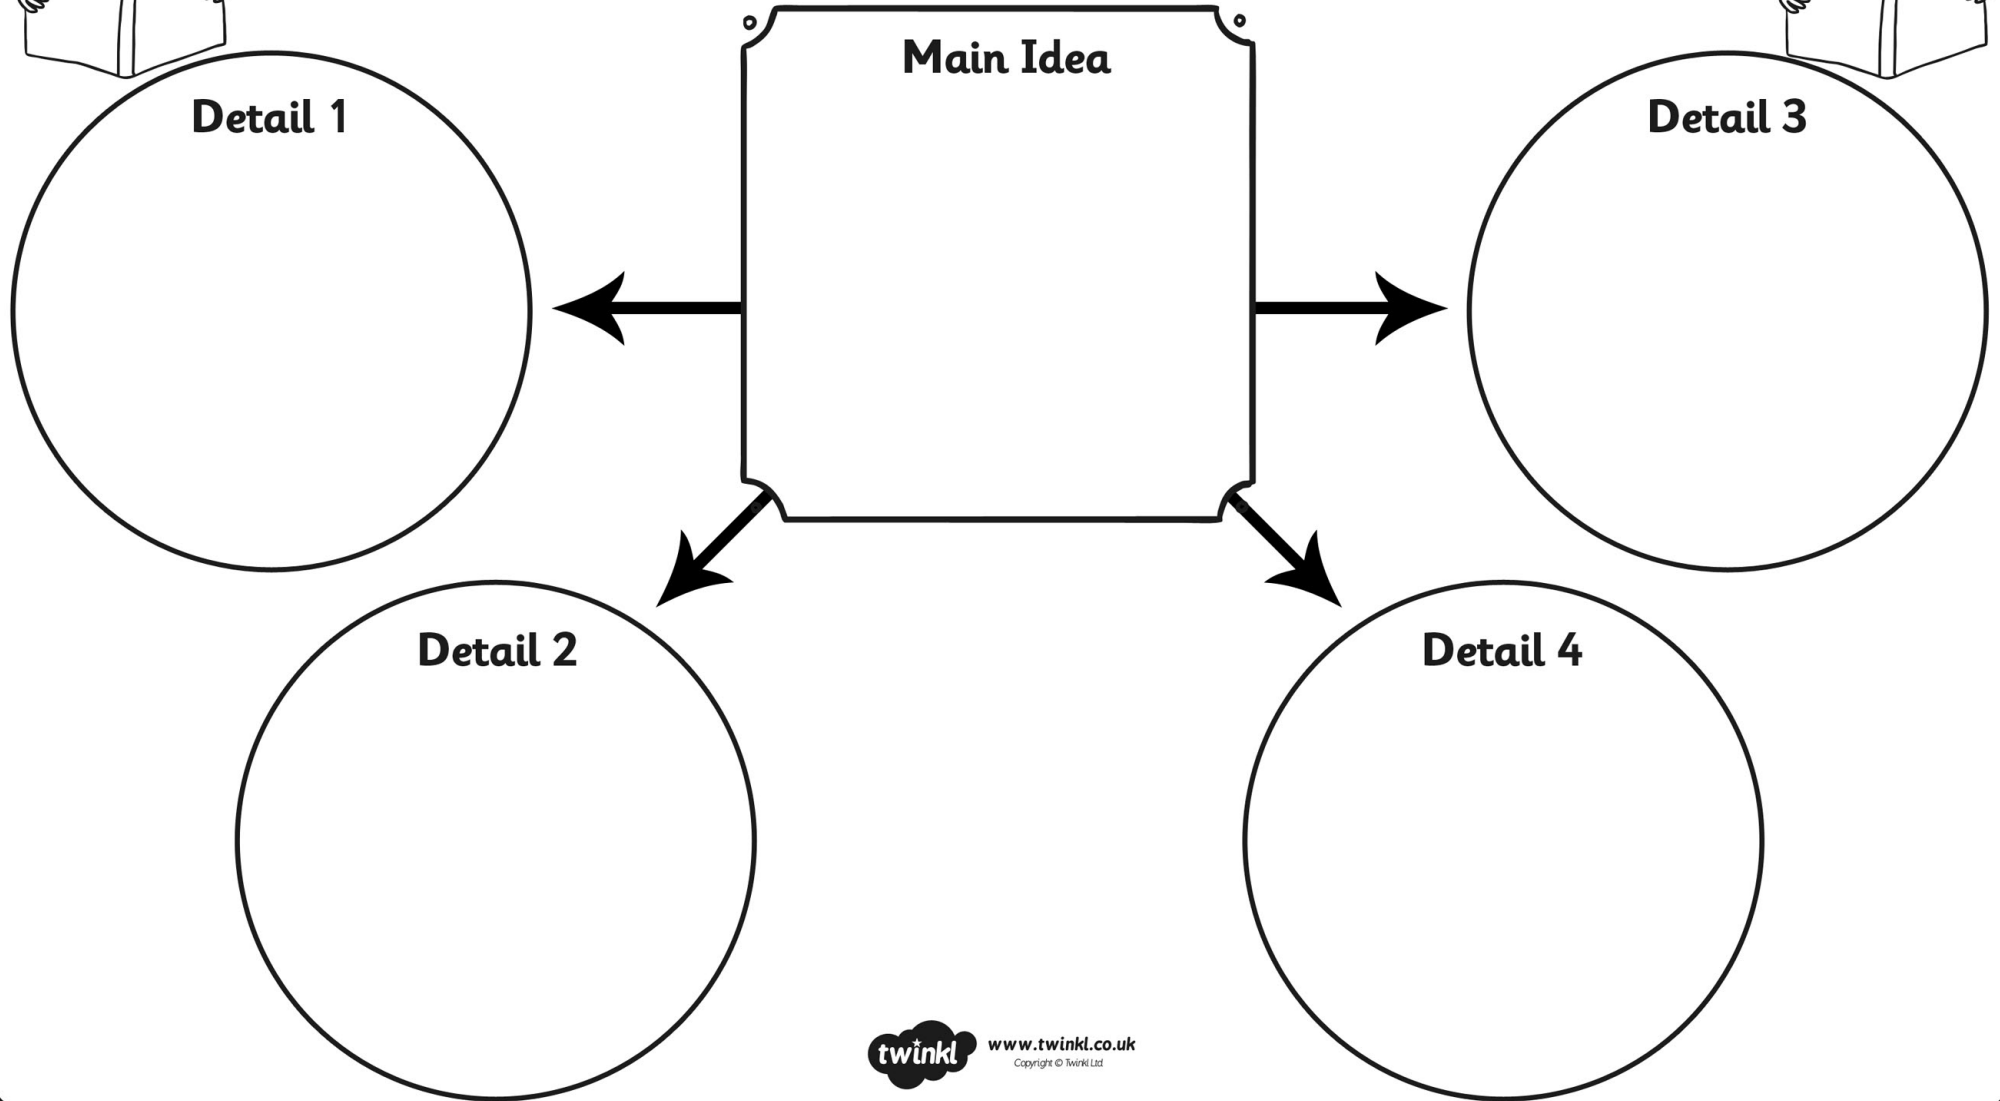 Main Idea
Detail 1
Detail 3
Detail 2
Detail 4
twinkl
www.twinkl.co.uk
Copyright © Twinkl Ltd